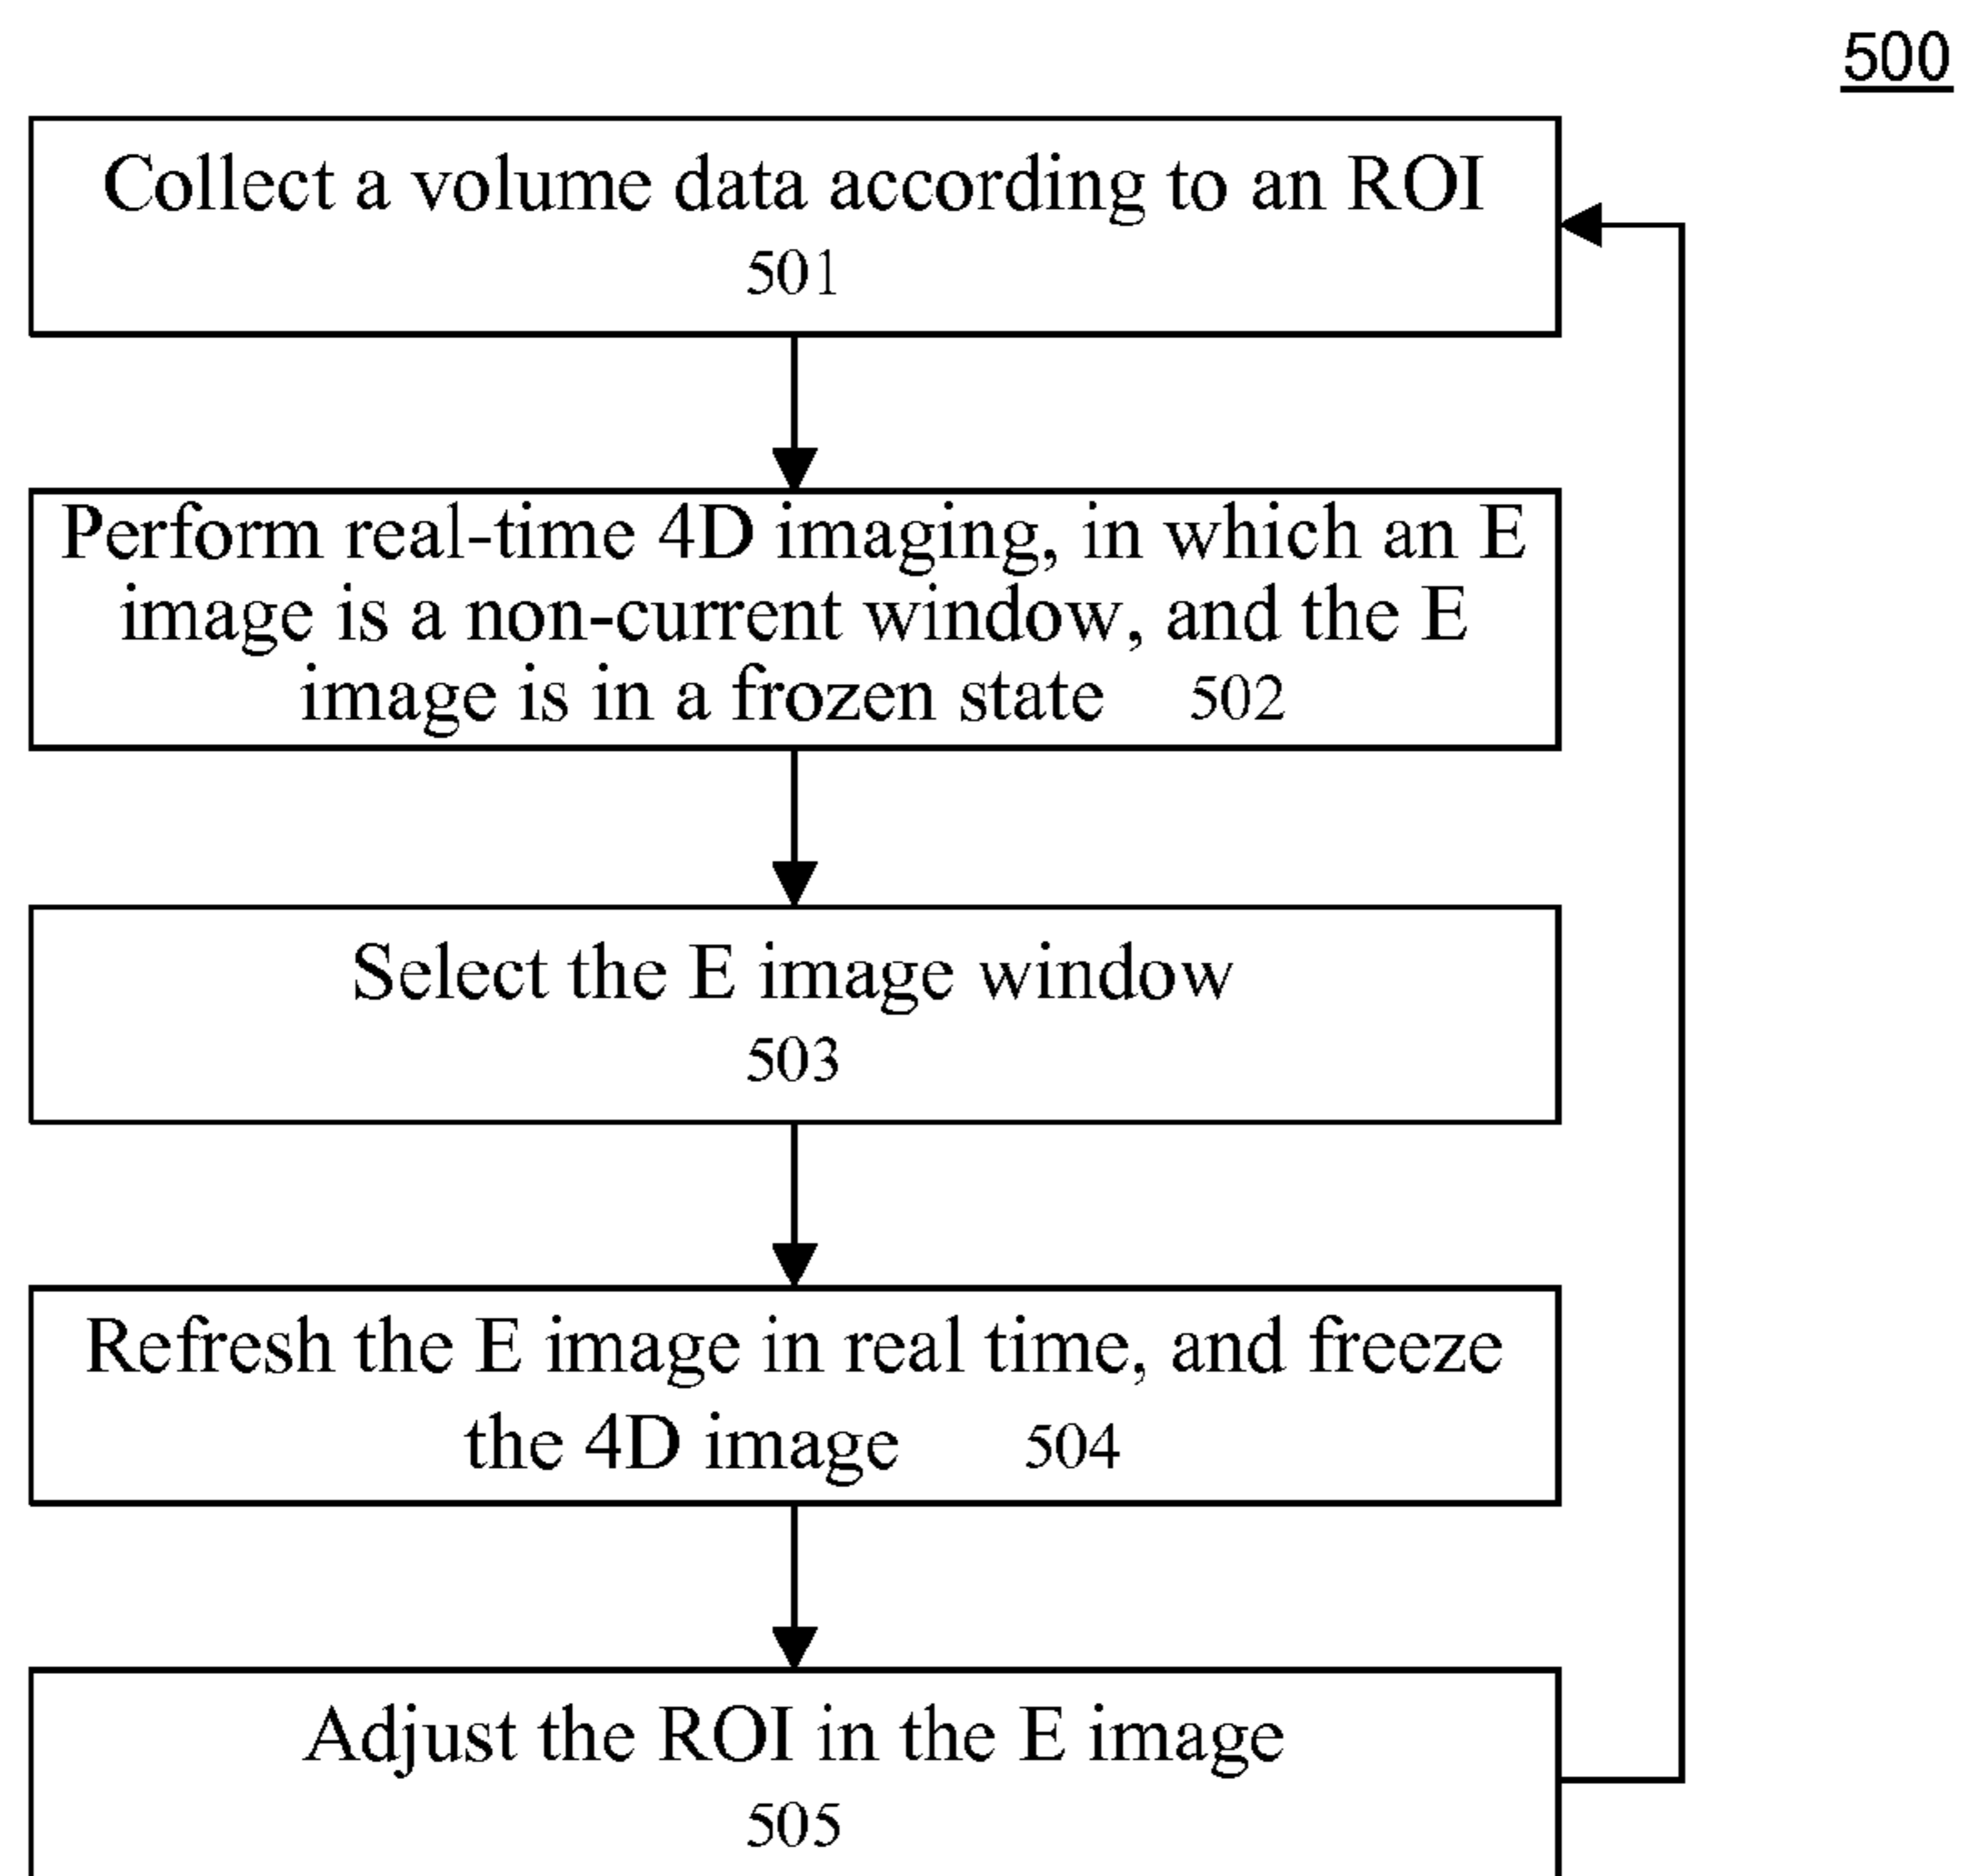 500
Collect a volume data according to an ROI
501
Perform real-time 4D imaging, in which an E
image is a non-current window, and the E
image is in a frozen state 502
Select the E image window
503
Refresh the E image in real time, and freeze
the 4D image 504
Adjust the ROI in the E image
505